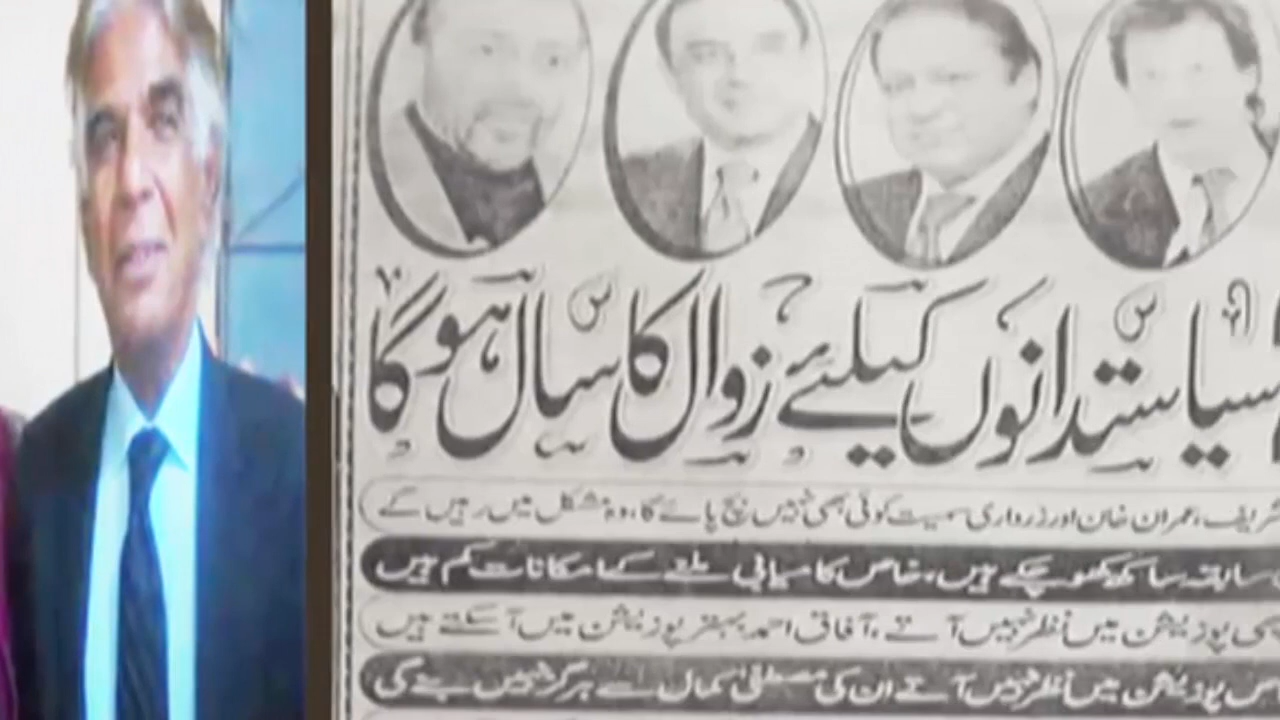 سیاستدانوں کیلئے زوال کا سال ہوگا
شریف، عمران خان اور زرداری سمیت کوئی بھی نہیں بچ پائے گا، وہ مشکل میں رہیں گے
سابقہ ساکھ کھو چکے ہیں، خاص کامیابی ملنے کے امکانات کم ہیں
پوزیشن میں نظر نہیں آتے، آفاق احمد بہتر پوزیشن میں آ سکتے ہیں
پوزیشن میں نظر نہیں آتے ان کی مصطفیٰ کمال سے ہرگز نہیں بنے گی